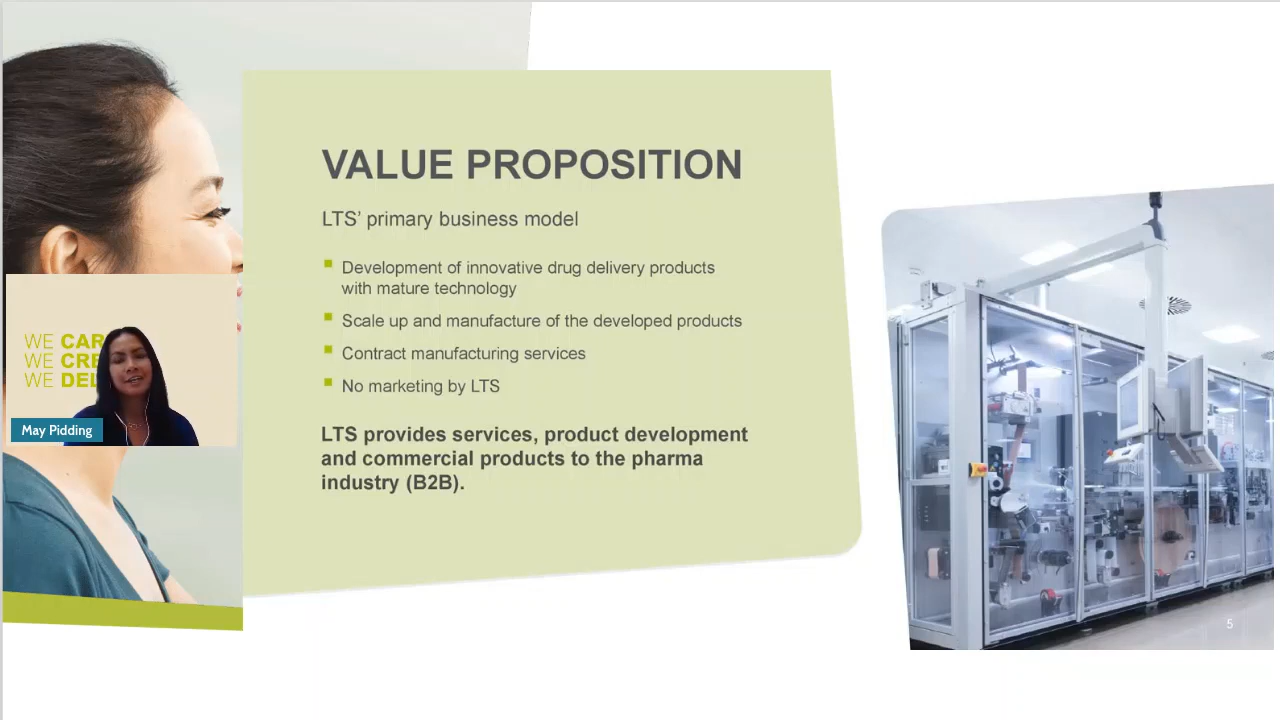 VALUE PROPOSITION
LTS' primary business model
Development of innovative drug delivery products
with mature technology
Scale up and manufacture of the developed products
Contract manufacturing services
No marketing by LTS
LTS provides services, product development
and commercial products to the pharma
industry (B2B).
WE CAR
WE CRE
WE DEL
May Pidding
5